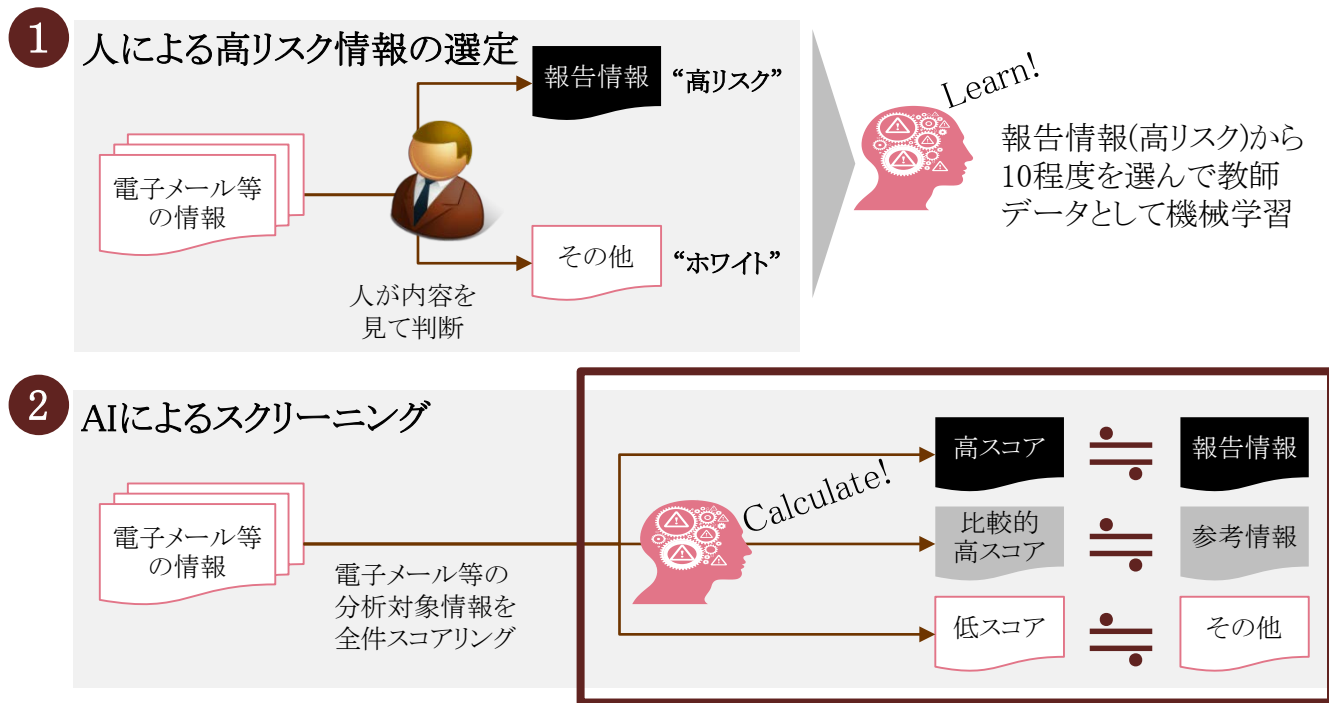 1
人による高リスク情報の選定
報告情報
“高リスク”
電子メール等
の情報
その他
“ホワイト”
人が内容を
見て判断
Learn!
報告情報(高リスク)から
10程度を選んで教師
データとして機械学習
2
AIによるスクリーニング
電子メール等
の情報
電子メール等の
分析対象情報を
全件スコアリング
Calculate!
高スコア
≒
報告情報
比較的
高スコア
≒
参考情報
低スコア
≒
その他